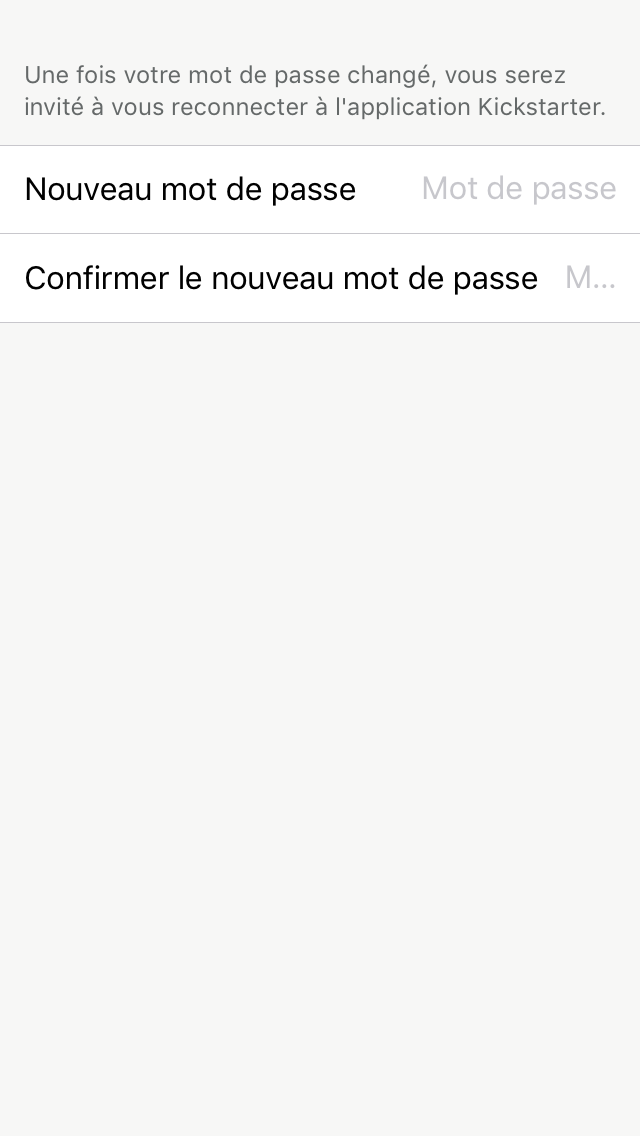 Une fois votre mot de passe changé, vous serez
invité à vous reconnecter à l'application Kickstarter.
Nouveau mot de passe Mot de passe
Confirmer le nouveau mot de passe M...